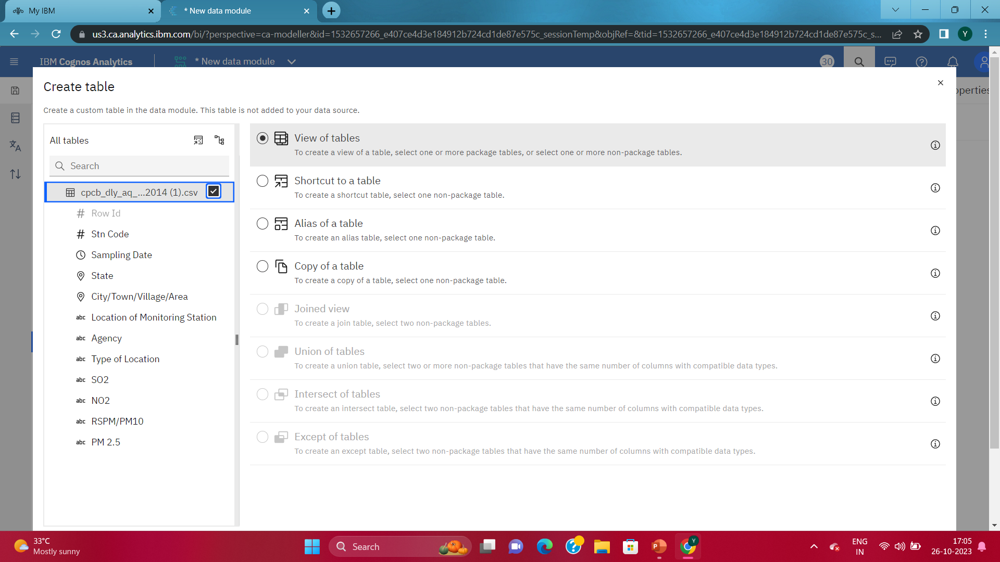 My IBM
* New data module
us3.ca.analytics.ibm.com/bi/?perspective=ca-modeller&id=1532657266_e407ce4d3e184912b724cd1de87e575c_sessionTemp&objRef=&tid=1532657266_e407ce4d3e184912b724cd1de87e575c_s...
Y
IBM Cognos Analytics
* New data module
30
Create table
operties
Create a custom table in the data module. This table is not added to your data source.
All tables
Search
cpcb_dly_aq_...2014 (1).csv
Row Id
Stn Code
Sampling Date
State
City/Town/Village/Area
abc Location of Monitoring Station
abc Agency
abc Type of Location
abc SO2
abc NO2
abc RSPM/PM10
abc PM 2.5
View of tables
To create a view of a table, select one or more package tables, or select one or more non-package tables.
Shortcut to a table
To create a shortcut table, select one non-package table.
Alias of a table
To create an alias table, select one non-package table.
Copy of a table
To create a copy of a table, select one non-package table.
Joined view
To create a join table, select two non-package tables.
Union of tables
To create a union table, select two or more non-package tables that have the same number of columns with compatible data types.
Intersect of tables
To create an intersect table, select two non-package tables that have the same number of columns with compatible data types.
Except of tables
To create an except table, select two non-package tables that have the same number of columns with compatible data types.
33°C
Mostly sunny
Search
P
Y
ENG
IN
17:05
26-10-2023